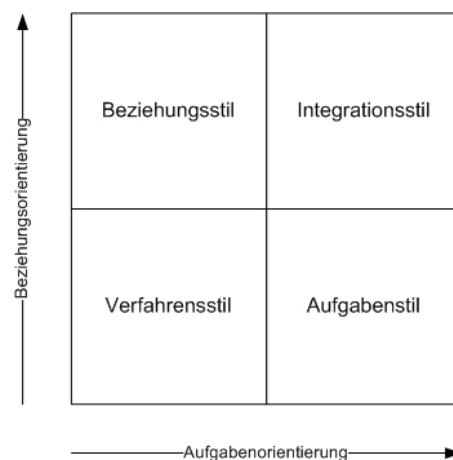 Beziehungsorientierung
Beziehungsstil
Integrationsstil
Verfahrensstil
Aufgabenstil
Aufgabenorientierung